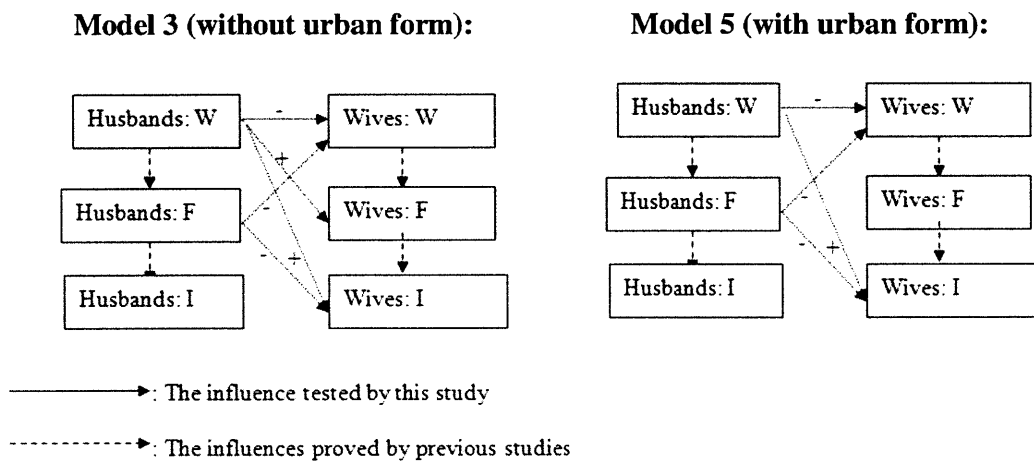 Model 3 (without urban form):
Husbands: W
Husbands: F
Husbands: I
Wives: W
Wives: F
Wives: I
-
+
-
-
+
Model 5 (with urban form):
Husbands: W
Husbands: F
Husbands: I
Wives: W
Wives: F
Wives: I
-
-
-
+
: The influence tested by this study
: The influences proved by previous studies